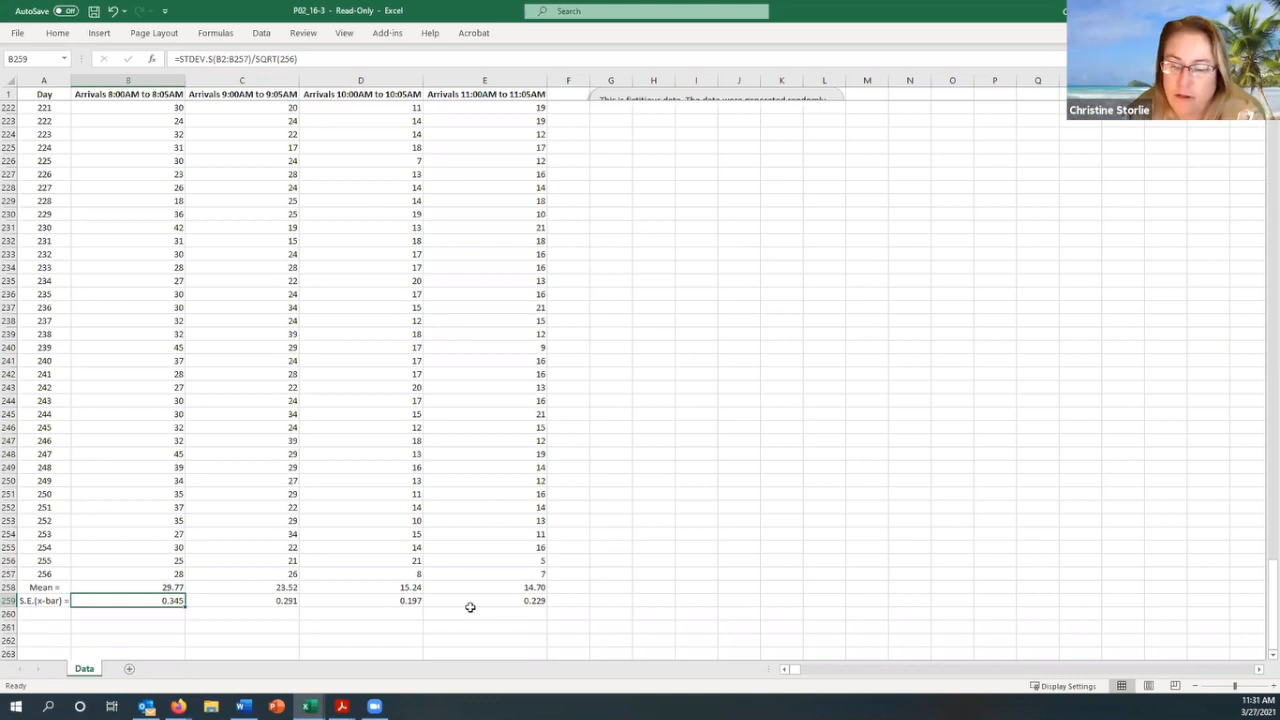 AutoSave Off P02_16-3 - Read-Only - Excel Search
File Home Insert Page Layout Formulas Data Review View Add-ins Help Acrobat
B259 fx =STDEV.S(B2:B257)/SQRT(256)
A B C D E F G H I J K L M N O P Q
1 Day Arrivals 8:00AM to 8:05AM Arrivals 9:00AM to 9:05AM Arrivals 10:00AM to 10:05AM Arrivals 11:00AM to 11:05AM This is fictitious data. The data were generated randomly
222 221 30 20 11 19
223 222 24 24 14 19
224 223 32 22 14 12
225 224 31 17 18 17
226 225 30 24 7 12
227 226 23 28 13 16
228 227 26 24 14 14
229 228 18 25 14 18
230 229 36 25 19 10
231 230 42 19 13 21
232 231 31 15 18 18
233 232 30 24 17 16
234 233 28 28 17 16
235 234 27 22 20 13
236 235 30 24 17 16
237 236 30 34 15 21
238 237 32 24 12 15
239 238 32 39 18 12
240 239 45 29 17 9
241 240 37 24 17 16
242 241 28 28 17 16
243 242 27 22 20 13
244 243 30 24 17 16
245 244 30 34 15 21
246 245 32 24 12 15
247 246 32 39 18 12
248 247 45 29 13 19
249 248 39 29 16 14
250 249 34 27 13 12
251 250 35 29 11 16
252 251 37 22 14 14
253 252 35 29 10 13
254 253 27 34 15 11
255 254 30 22 14 16
256 255 25 21 21 5
257 256 28 26 8 7
258 Mean = 29.77 23.52 15.24 14.70
259 S.E.(x-bar) = 0.345 0.291 0.197 0.229
260
261
262
263
Christine Storlie
Data
Ready Display Settings
11:31 AM
3/27/2021